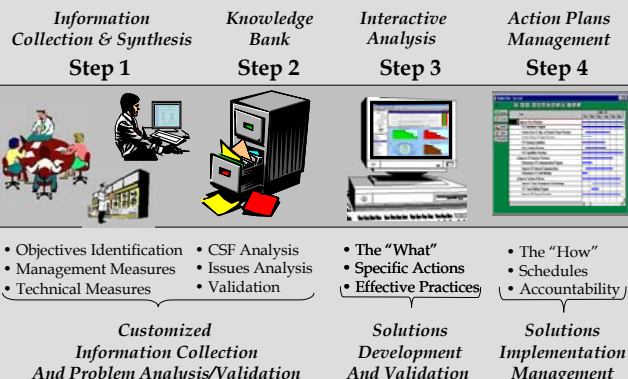 Information
Collection & Synthesis
Step 1
Knowledge
Bank
Step 2
Interactive
Analysis
Step 3
Action Plans
Management
Step 4
• Objectives Identification
• Management Measures
• Technical Measures
• CSF Analysis
• Issues Analysis
• Validation
• The “What”
• Specific Actions
• Effective Practices
• The “How”
• Schedules
• Accountability
Customized
Information Collection
And Problem Analysis/Validation
Solutions
Development
And Validation
Solutions
Implementation
Management